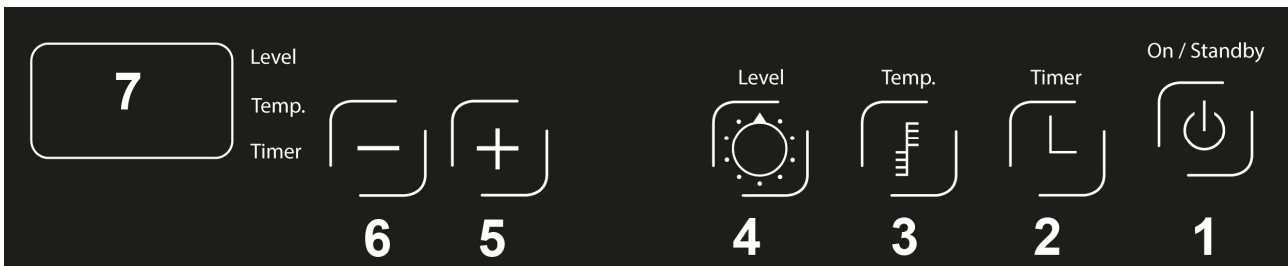 7
Level
Temp.
Timer
Level
Temp.
Timer
On / Standby
6
5
4
3
2
1